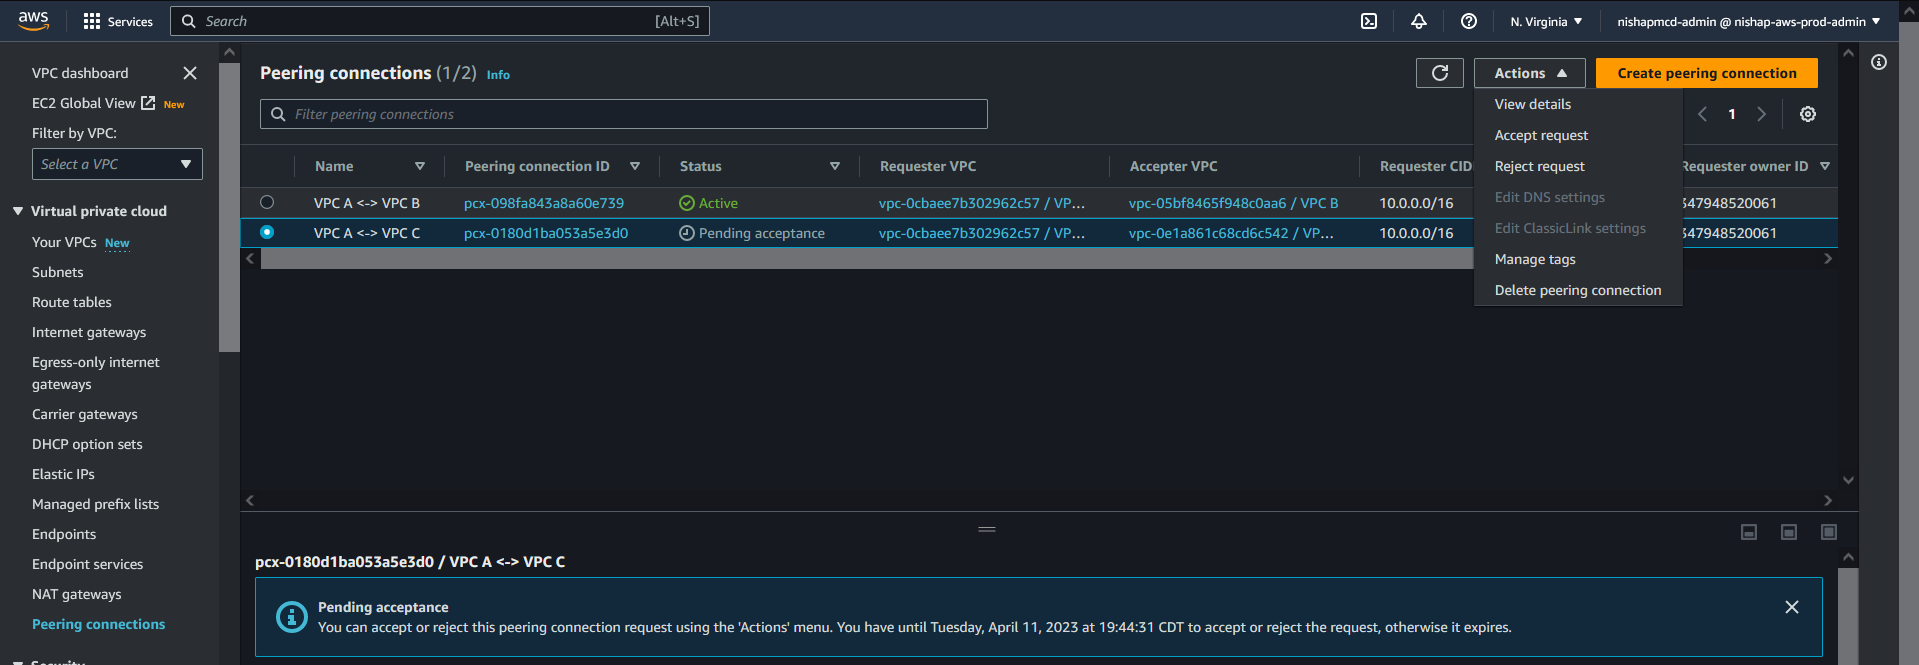 aws
Services
Search
[Alt+S]
N. Virginia
nishapmcd-admin @ nishap-aws-prod-admin
VPC dashboard
EC2 Global View New
Filter by VPC:
Select a VPC
Virtual private cloud
Your VPCs New
Subnets
Route tables
Internet gateways
Egress-only internet
gateways
Carrier gateways
DHCP option sets
Elastic IPs
Managed prefix lists
Endpoints
Endpoint services
NAT gateways
Peering connections
Peering connections (1/2) Info
Actions
Create peering connection
Filter peering connections
1
View details
Accept request
Reject request
Edit DNS settings
Edit ClassicLink settings
Manage tags
Delete peering connection
Name Peering connection ID Status Requester VPC Accepter VPC Requester CID Requester owner ID
VPC A <-> VPC B pcx-098fa843a8a60e739 Active vpc-0cbaee7b302962c57 / VP... vpc-05bf8465f948c0aa6 / VPC B 10.0.0.0/16 347948520061
VPC A <-> VPC C pcx-0180d1ba053a5e3d0 Pending acceptance vpc-0cbaee7b302962c57 / VP... vpc-0e1a861c68cd6c542 / VP... 10.0.0.0/16 347948520061
pcx-0180d1ba053a5e3d0 / VPC A <-> VPC C
Pending acceptance
You can accept or reject this peering connection request using the 'Actions' menu. You have until Tuesday, April 11, 2023 at 19:44:31 CDT to accept or reject the request, otherwise it expires.